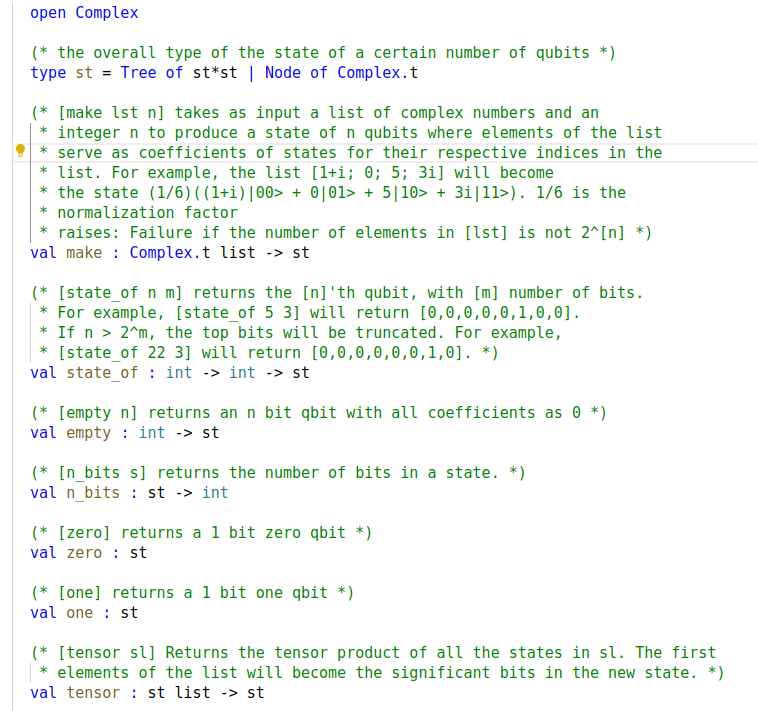 open Complex
(* the overall type of the state of a certain number of qubits *)
type st = Tree of st*st | Node of Complex.t
(* [make lst n] takes as input a list of complex numbers and an
* integer n to produce a state of n qubits where elements of the list
* serve as coefficients of states for their respective indices in the
* list. For example, the list [1+i; 0; 5; 3i] will become
* the state (1/6)((1+i)|00> + 0|01> + 5|10> + 3i|11>). 1/6 is the
* normalization factor
* raises: Failure if the number of elements in [lst] is not 2^[n] *)
val make : Complex.t list -> st
(* [state_of n m] returns the [n]'th qubit, with [m] number of bits.
* For example, [state_of 5 3] will return [0,0,0,0,0,1,0,0].
* If n > 2^m, the top bits will be truncated. For example,
* [state_of 22 3] will return [0,0,0,0,0,0,1,0]. *)
val state_of : int -> int -> st
(* [empty n] returns an n bit qbit with all coefficients as 0 *)
val empty : int -> st
(* [n_bits s] returns the number of bits in a state. *)
val n_bits : st -> int
(* [zero] returns a 1 bit zero qbit *)
val zero : st
(* [one] returns a 1 bit one qbit *)
val one : st
(* [tensor sl] Returns the tensor product of all the states in sl. The first
* elements of the list will become the significant bits in the new state. *)
val tensor : st list -> st